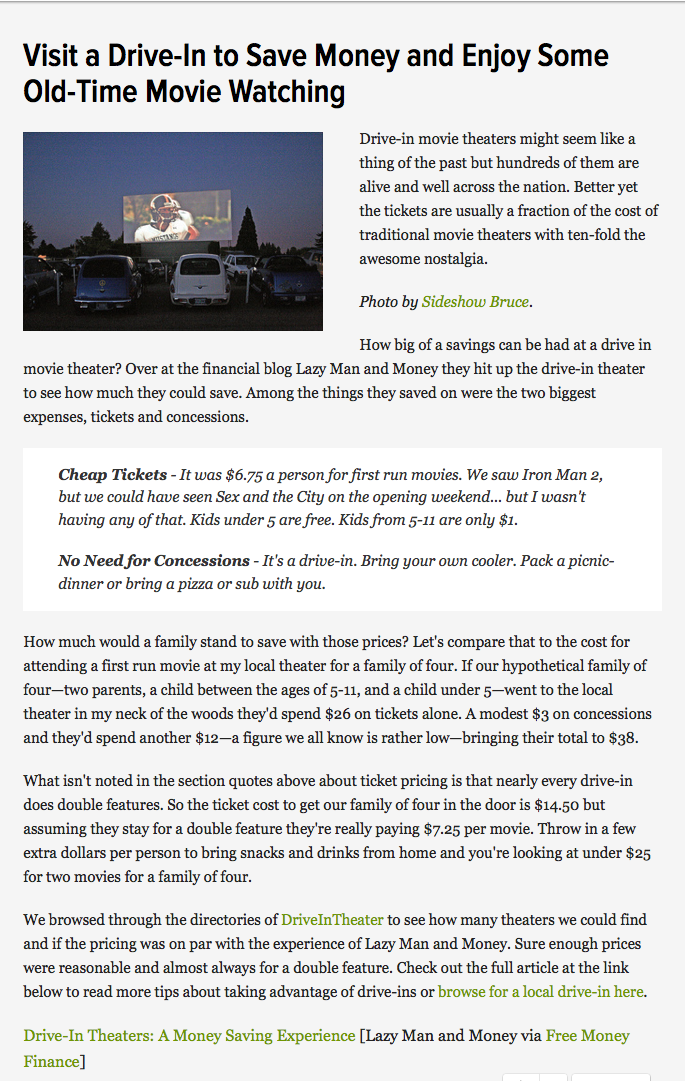 Visit a Drive-In to Save Money and Enjoy Some
Old-Time Movie Watching
MUSTANGS
Drive-in movie theaters might seem like a
thing of the past but hundreds of them are
alive and well across the nation. Better yet
the tickets are usually a fraction of the cost of
traditional movie theaters with ten-fold the
awesome nostalgia.
Photo by Sideshow Bruce.
How big of a savings can be had at a drive in
movie theater? Over at the financial blog Lazy Man and Money they hit up the drive-in theater
to see how much they could save. Among the things they saved on were the two biggest
expenses, tickets and concessions.
Cheap Tickets - It was $6.75 a person for first run movies. We saw Iron Man 2,
but we could have seen Sex and the City on the opening weekend... but I wasn't
having any of that. Kids under 5 are free. Kids from 5-11 are only $1.
No Need for Concessions - It's a drive-in. Bring your own cooler. Pack a picnic-
dinner or bring a pizza or sub with you.
How much would a family stand to save with those prices? Let's compare that to the cost for
attending a first run movie at my local theater for a family of four. If our hypothetical family of
four—two parents, a child between the ages of 5-11, and a child under 5—went to the local
theater in my neck of the woods they'd spend $26 on tickets alone. A modest $3 on concessions
and they'd spend another $12—a figure we all know is rather low—bringing their total to $38.
What isn't noted in the section quotes above about ticket pricing is that nearly every drive-in
does double features. So the ticket cost to get our family of four in the door is $14.50 but
assuming they stay for a double feature they're really paying $7.25 per movie. Throw in a few
extra dollars per person to bring snacks and drinks from home and you're looking at under $25
for two movies for a family of four.
We browsed through the directories of DriveInTheater to see how many theaters we could find
and if the pricing was on par with the experience of Lazy Man and Money. Sure enough prices
were reasonable and almost always for a double feature. Check out the full article at the link
below to read more tips about taking advantage of drive-ins or browse for a local drive-in here.
Drive-In Theaters: A Money Saving Experience [Lazy Man and Money via Free Money
Finance]